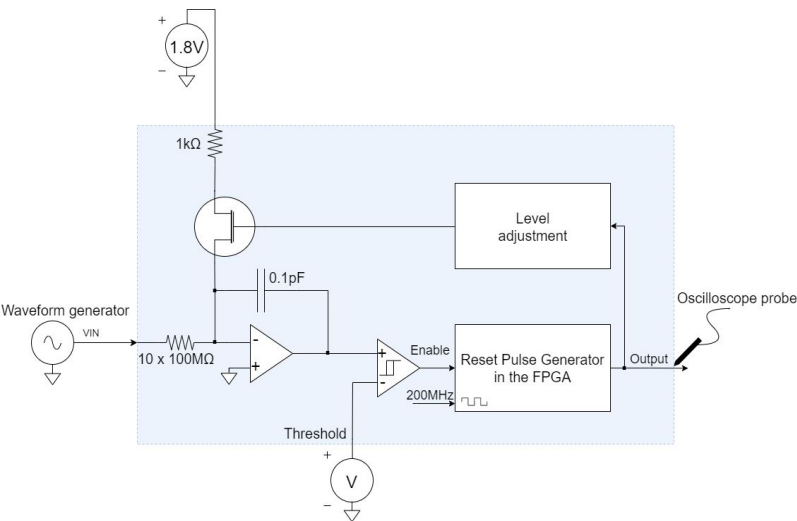 +
1.8V
−
1kΩ
Level
adjustment
0.1pF
Waveform generator
VIN
10 x 100MΩ
-
+
+
-
Enable
200MHz
Reset Pulse Generator
in the FPGA
Output
Oscilloscope probe
Threshold
+
V
−